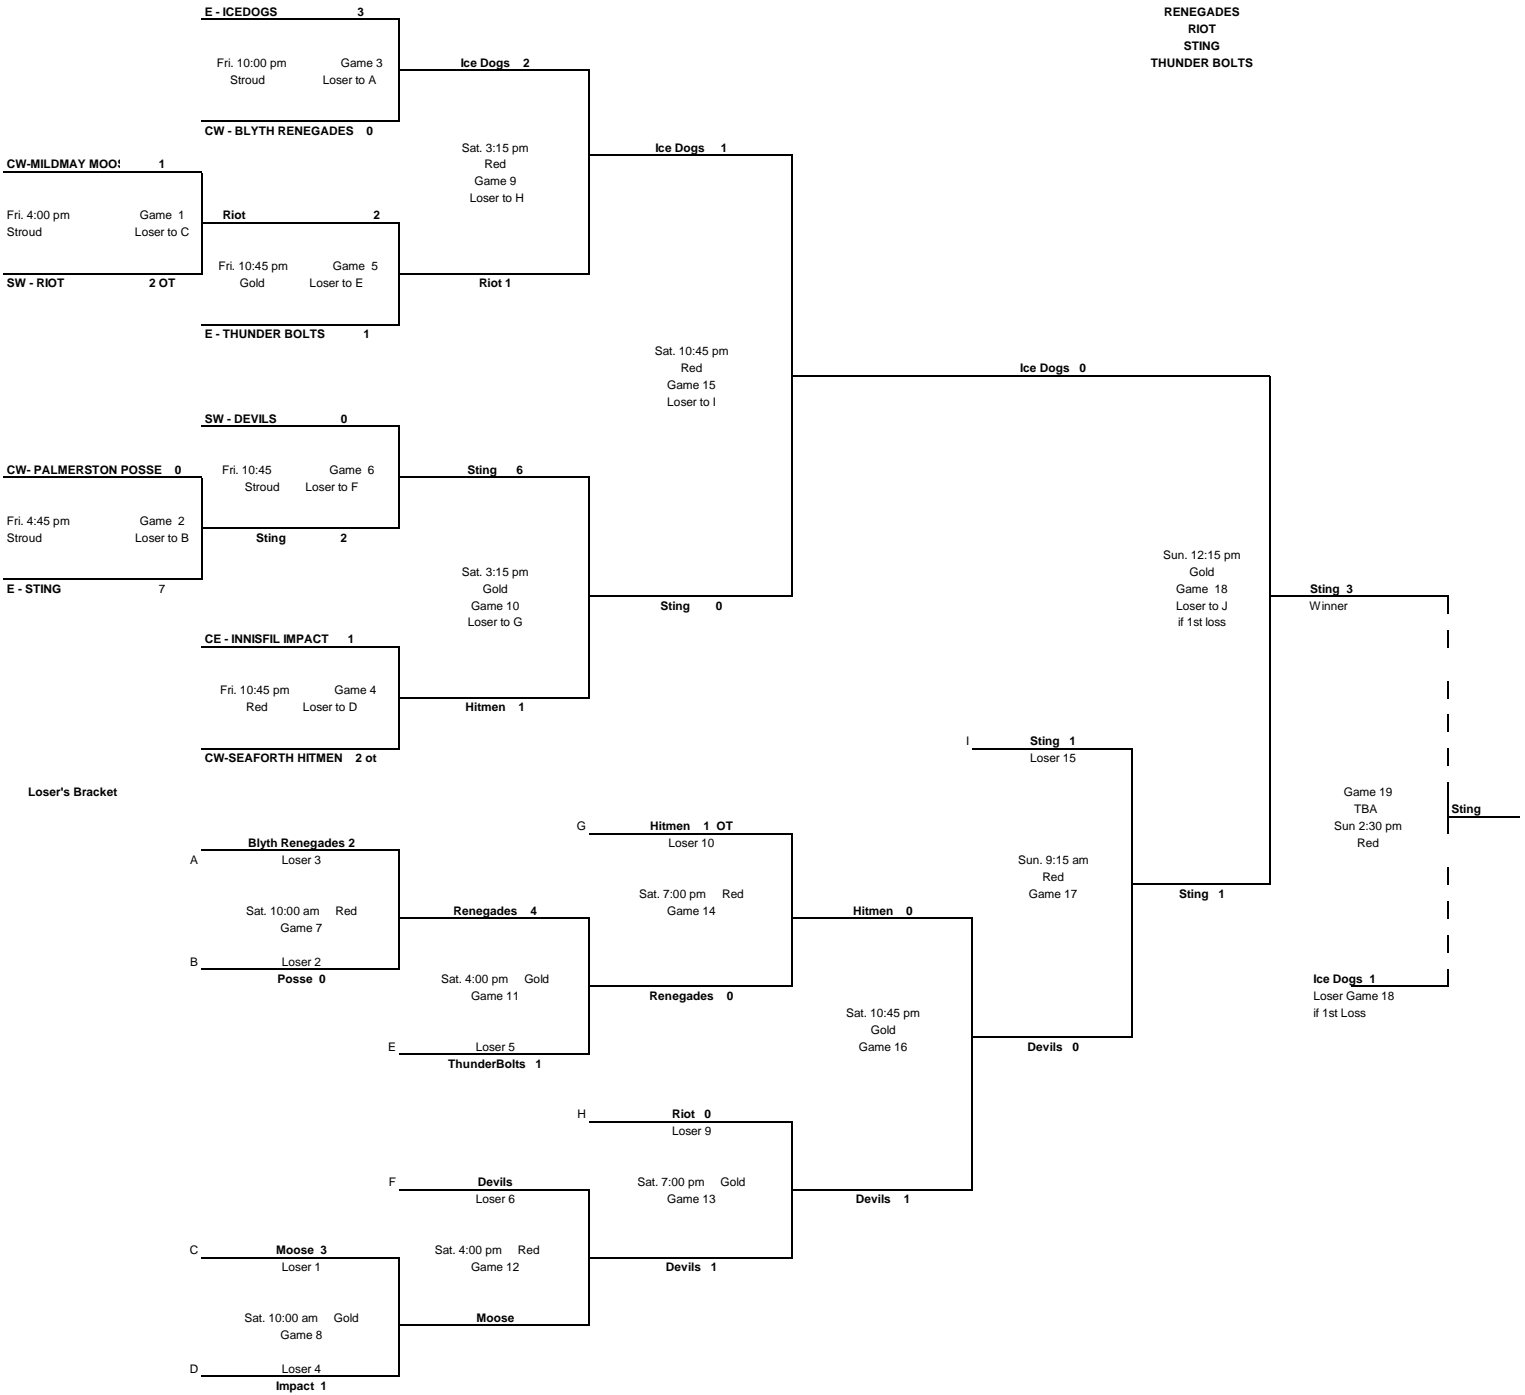 E - ICEDOGS 3
RENEGADES
RIOT
STING
THUNDER BOLTS
Fri. 10:00 pm Game 3
Stroud Loser to A
Ice Dogs 2
CW - BLYTH RENEGADES 0
Sat. 3:15 pm
Red
Game 9
Loser to H
Ice Dogs 1
CW-MILDMAY MOO 1
Fri. 4:00 pm Game 1
Stroud Loser to C
Riot 2
SW - RIOT 2 OT
Fri. 10:45 pm Game 5
Gold Loser to E
Riot 1
E - THUNDER BOLTS 1
Sat. 10:45 pm
Red
Game 15
Loser to I
Ice Dogs 0
SW - DEVILS 0
CW- PALMERSTON POSSE 0
Fri. 10:45 Game 6
Stroud Loser to F
Sting 6
Fri. 4:45 pm Game 2
Stroud Loser to B
Sting 2
E - STING 7
Sat. 3:15 pm
Gold
Game 10
Loser to G
Sting 0
Sun. 12:15 pm
Gold
Game 18
Loser to J
if 1st loss
Sting 3
Winner
CE - INNISFIL IMPACT 1
Fri. 10:45 pm Game 4
Red Loser to D
Hitmen 1
CW-SEAFORTH HITMEN 2 ot
I Sting 1
Loser 15
Loser's Bracket
Game 19
TBA
Sun 2:30 pm
Red
Sting
G Hitmen 1 OT
Loser 10
Blyth Renegades 2
A Loser 3
Sun. 9:15 am
Red
Game 17
Sting 1
Sat. 7:00 pm Red
Game 14
Sat. 10:00 am Red
Game 7
Renegades 4
Hitmen 0
B Loser 2
Posse 0
Sat. 4:00 pm Gold
Game 11
Renegades 0
Ice Dogs 1
Loser Game 18
if 1st Loss
Sat. 10:45 pm
Gold
Game 16
E Loser 5
ThunderBolts 1
Devils 0
H Riot 0
Loser 9
F Devils
Loser 6
Sat. 7:00 pm Gold
Game 13
Devils 1
C Moose 3
Loser 1
Sat. 4:00 pm Red
Game 12
Devils 1
Sat. 10:00 am Gold
Game 8
Moose
D Loser 4
Impact 1